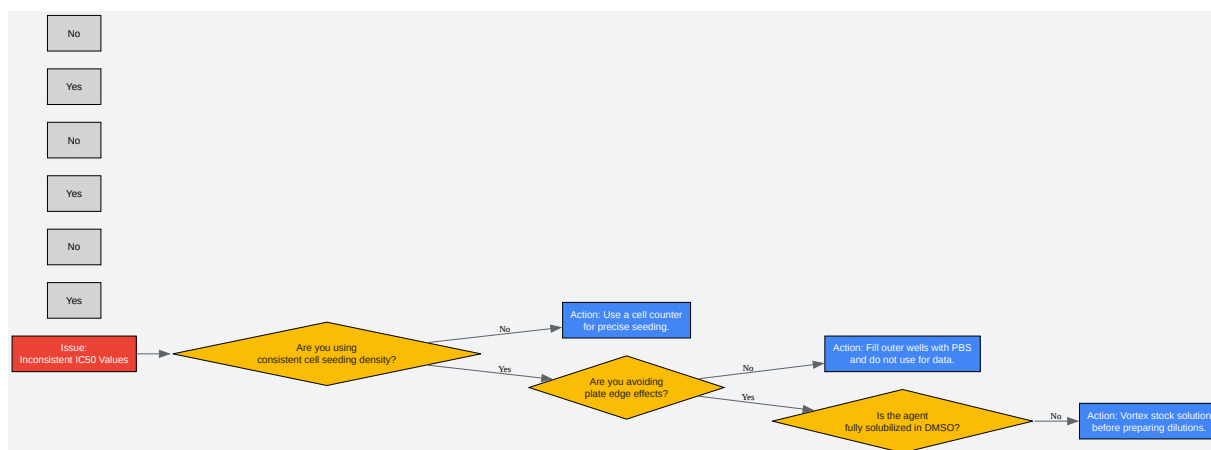 No
Yes
No
Yes
No
Yes
Issue:
Inconsistent IC50 Values
Are you using
consistent cell seeding density?
No
Action: Use a cell counter
for precise seeding.
Yes
Are you avoiding
plate edge effects?
No
Action: Fill outer wells with PBS
and do not use for data.
Yes
Is the agent
fully solubilized in DMSO?
No
Action: Vortex stock solution
before preparing dilutions.